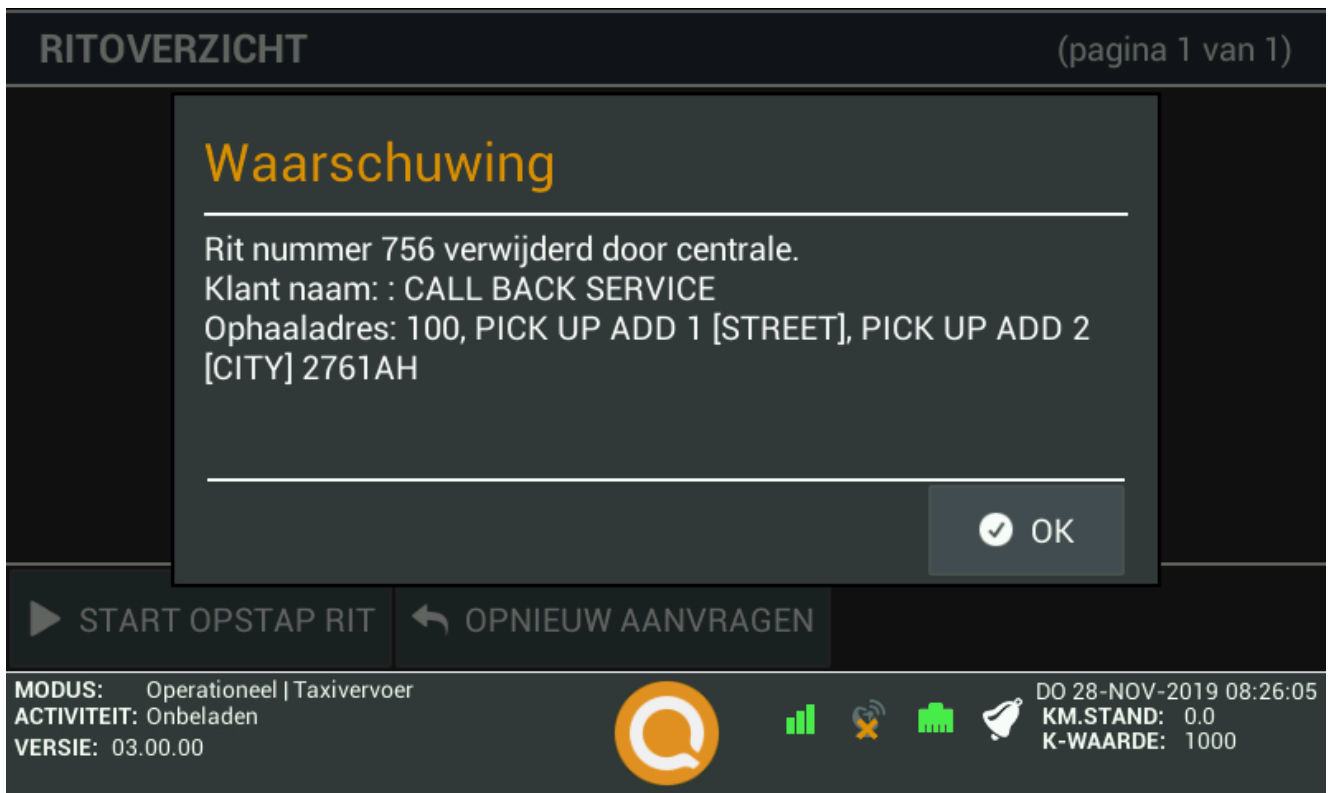 RITOVERZICHT (pagina 1 van 1)
Waarschuwing
Rit nummer 756 verwijderd door centrale.
Klant naam: : CALL BACK SERVICE
Ophaaladres: 100, PICK UP ADD 1 [STREET], PICK UP ADD 2
[CITY] 2761AH
OK
START OPSTAP RIT OPNIEUW AANVRAGEN
MODUS: Operationeel | Taxivervoer
ACTIVITEIT: Onbeladen
VERSIE: 03.00.00
DO 28-NOV-2019 08:26:05
KM.STAND: 0.0
K-WAARDE: 1000